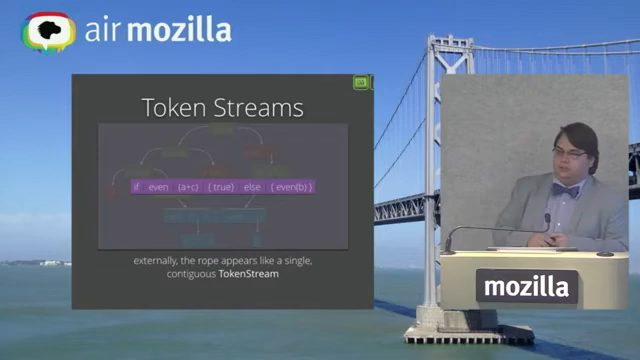 air mozilla
Token Streams
if even (a+c) { true} else { even(b) }
externally, the rope appears like a single,
contiguous TokenStream
mozilla